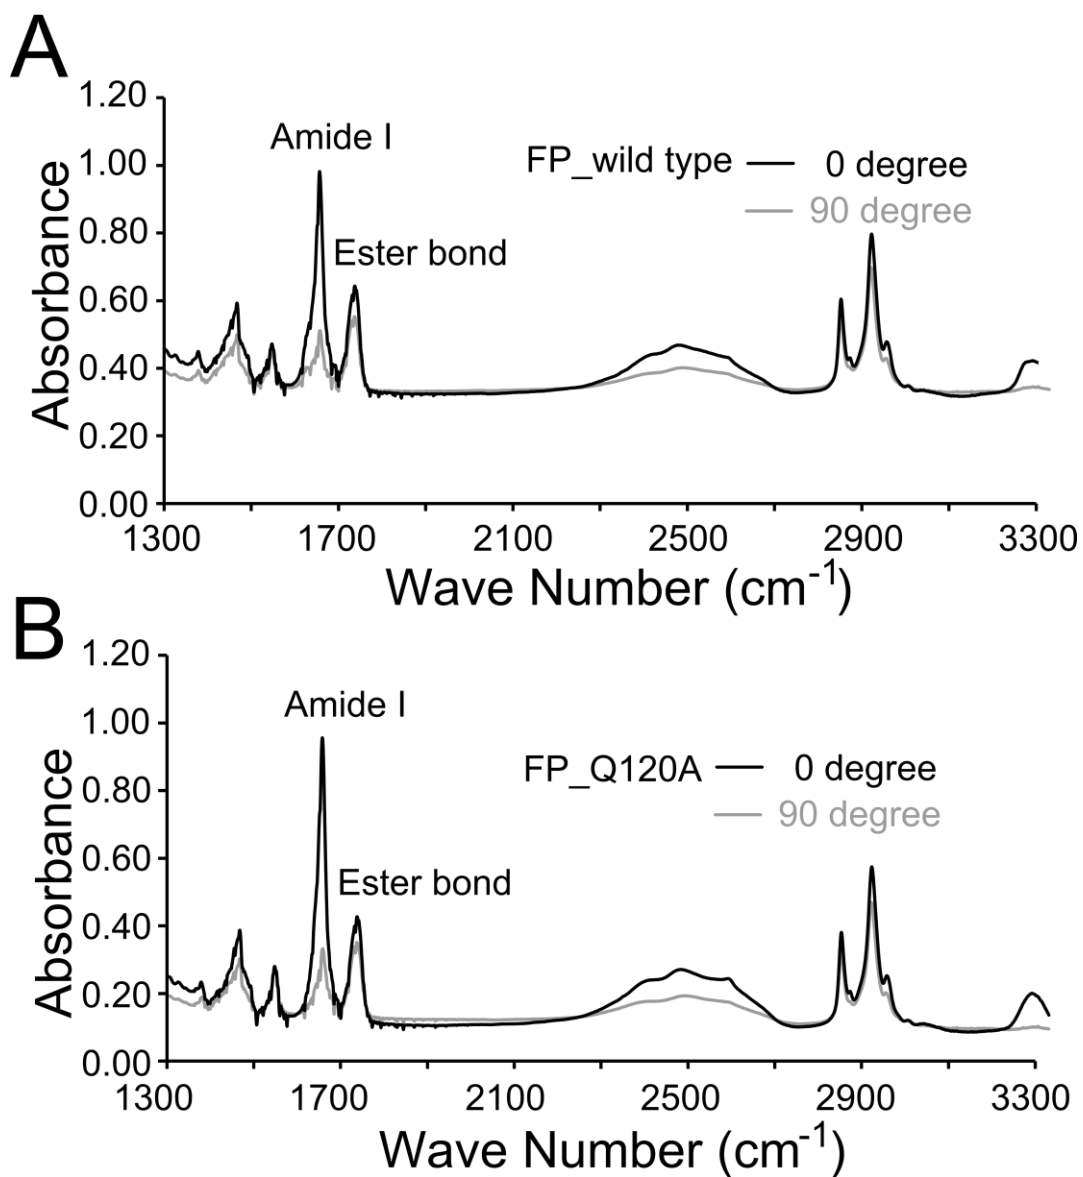 A
Absorbance
1.20
1.00
0.80
0.60
0.40
0.20
0.00
Amide I
Ester bond
FP_wild type 0 degree
90 degree
1300 1700 2100 2500 2900 3300
Wave Number (cm⁻¹)
B
Absorbance
1.20
1.00
0.80
0.60
0.40
0.20
0.00
Amide I
Ester bond
FP_Q120A 0 degree
90 degree
1300 1700 2100 2500 2900 3300
Wave Number (cm⁻¹)